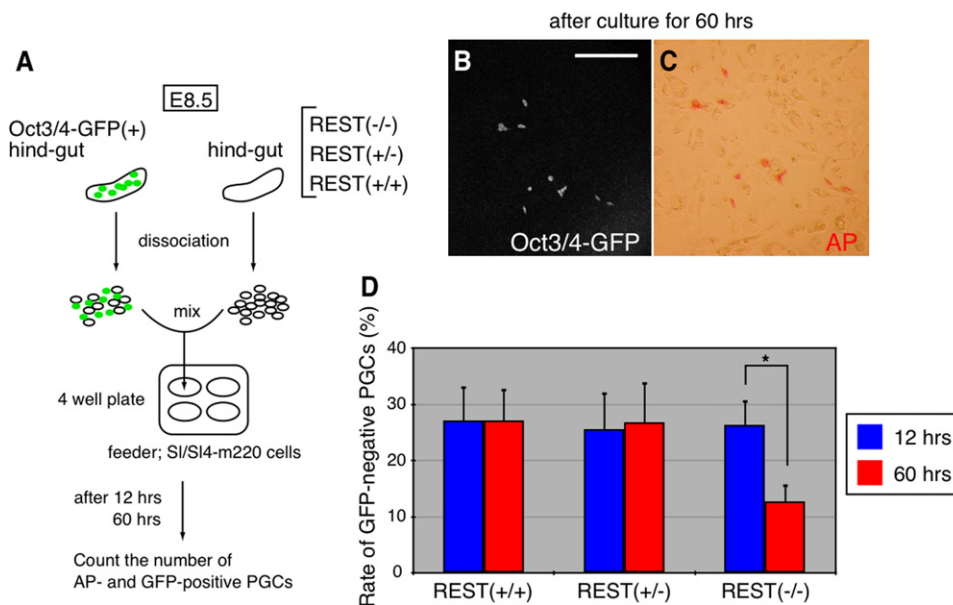 after culture for 60 hrs
A
E8.5
Oct3/4-GFP(+)
hind-gut
hind-gut
REST(-/-)
REST(+/-)
REST(+/+)
dissociation
mix
4 well plate
feeder; Sl/Sl4-m220 cells
after 12 hrs
60 hrs
Count the number of
AP- and GFP-positive PGCs
B
Oct3/4-GFP
C
AP
D
Rate of GFP-negative PGCs (%)
40
30
20
10
0
*
REST(+/+)
REST(+/-)
REST(-/-)
12 hrs
60 hrs